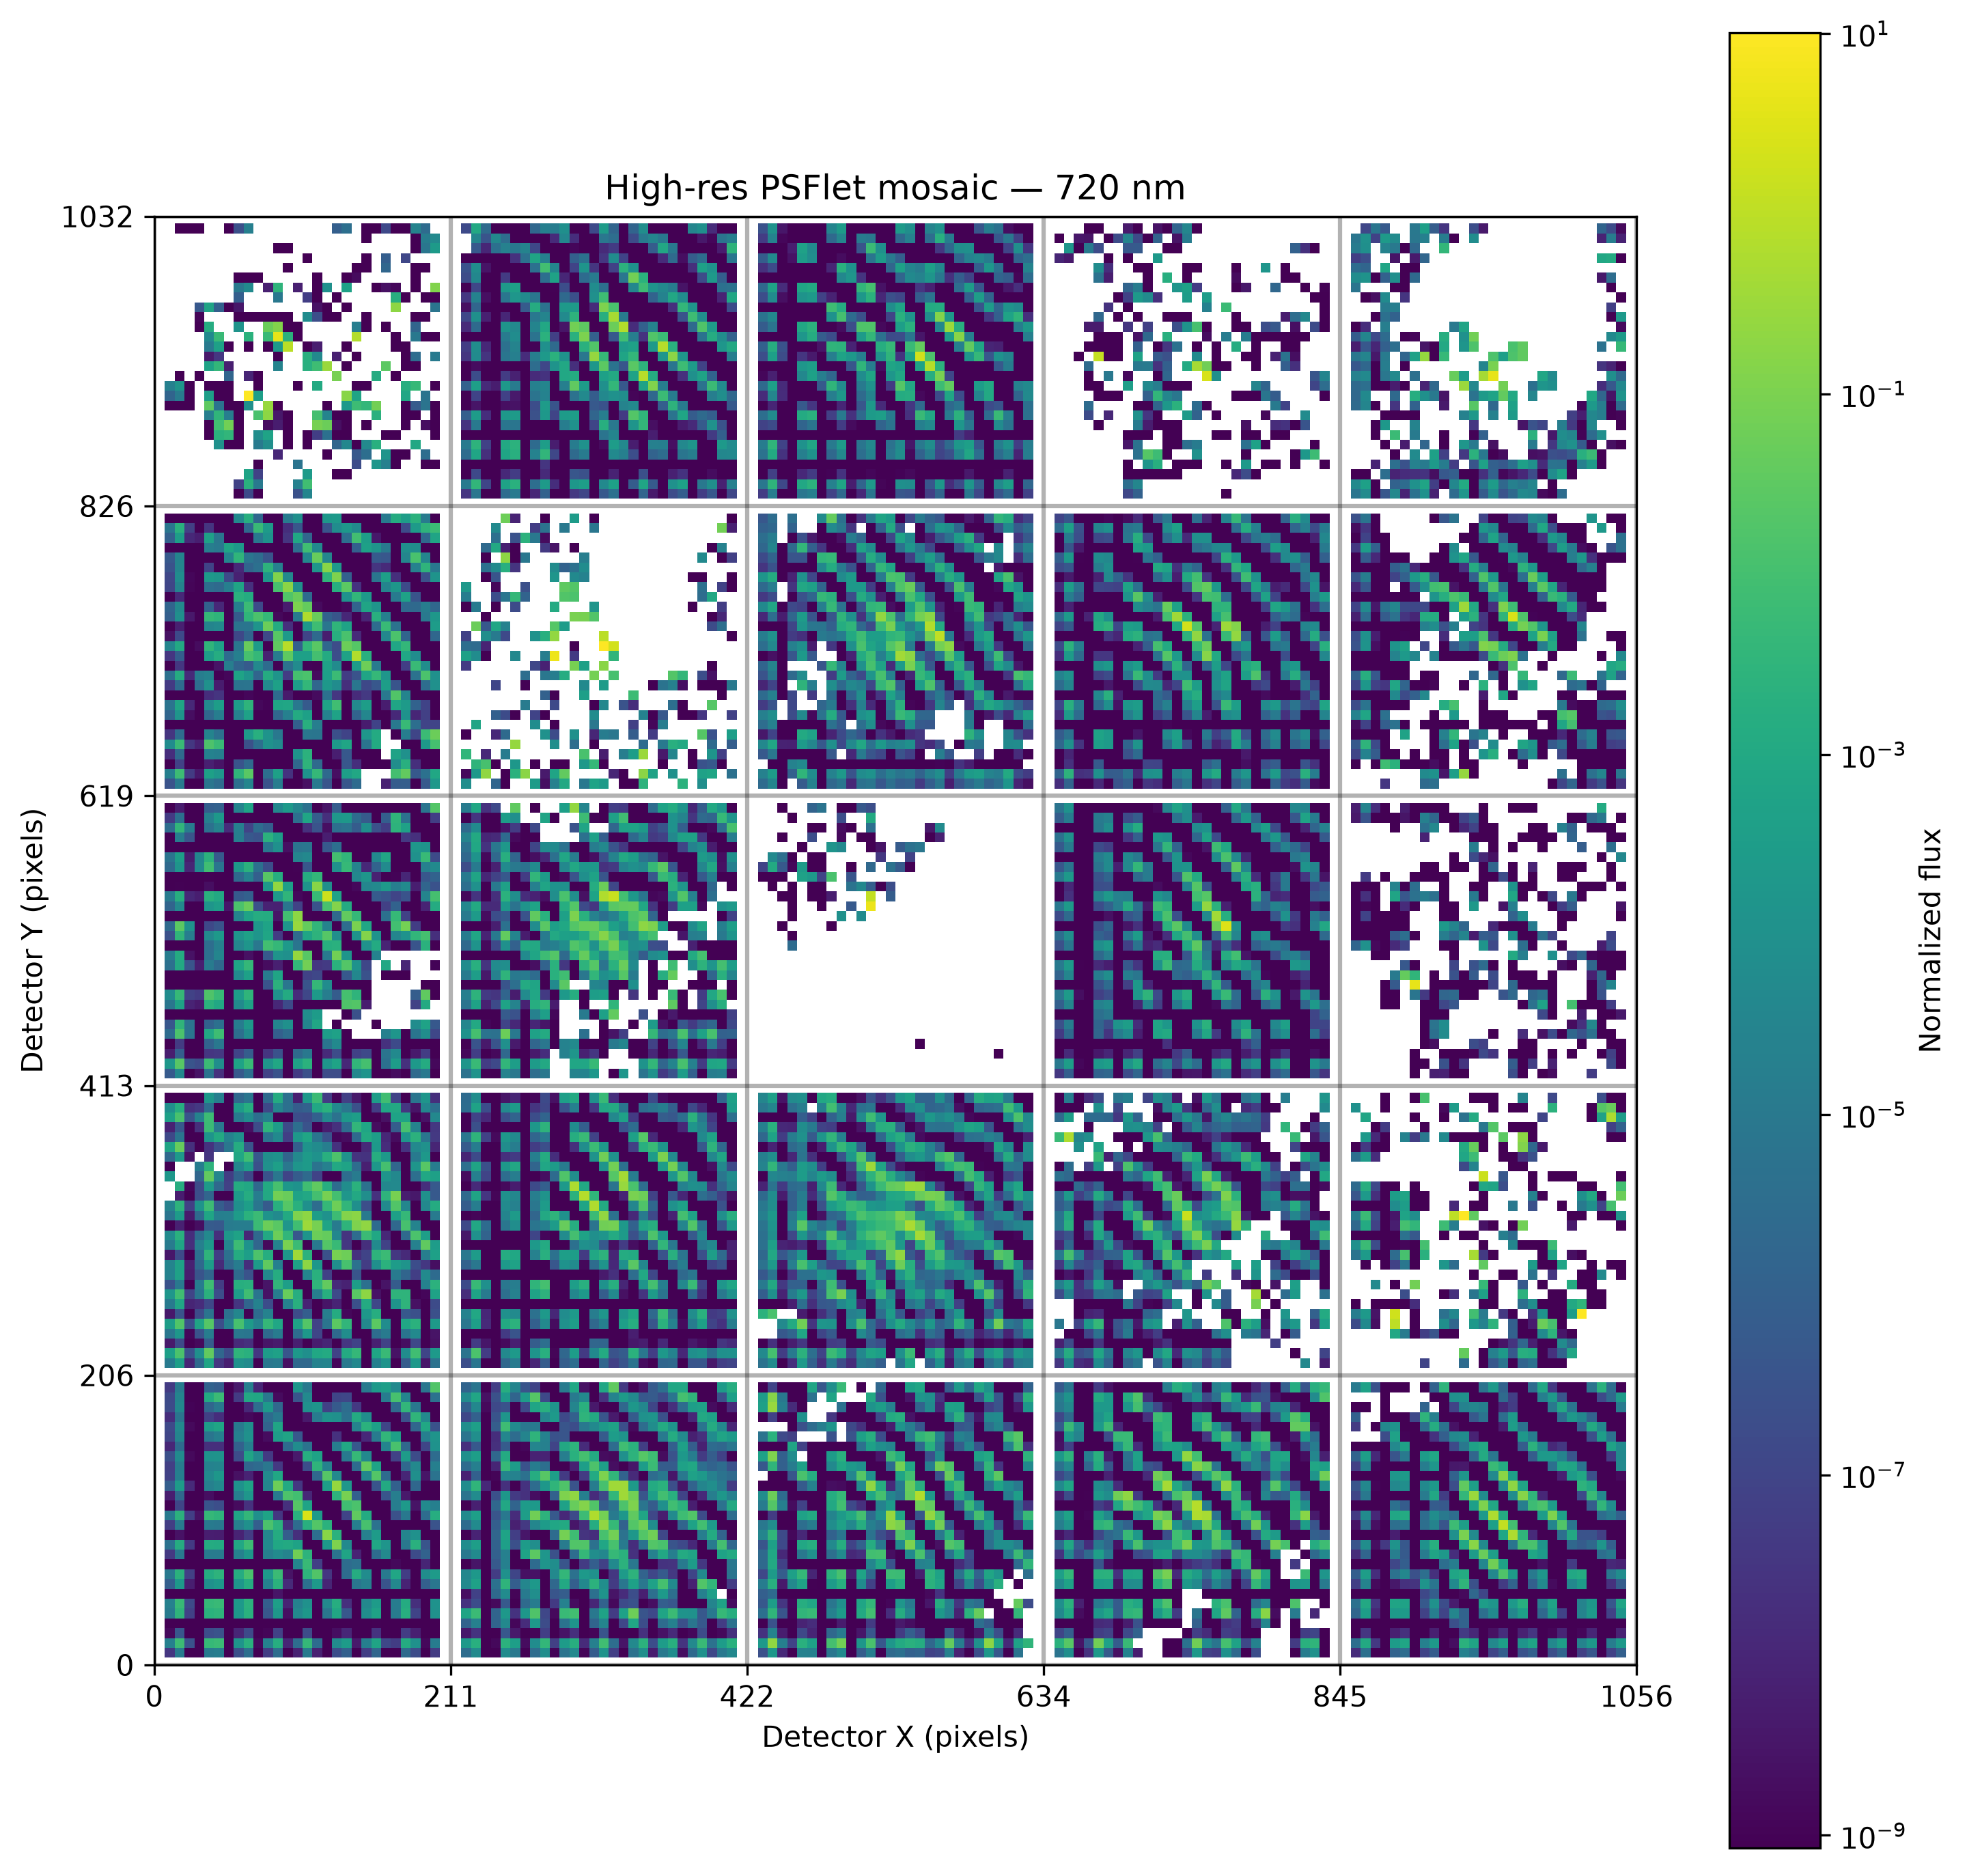 High-res PSFlet mosaic — 720 nm
1032
826
619
413
206
0
0 211 422 634 845 1056
Detector X (pixels)
Detector Y (pixels)
10¹
10⁻¹
10⁻³
10⁻⁵
10⁻⁷
10⁻⁹
Normalized flux